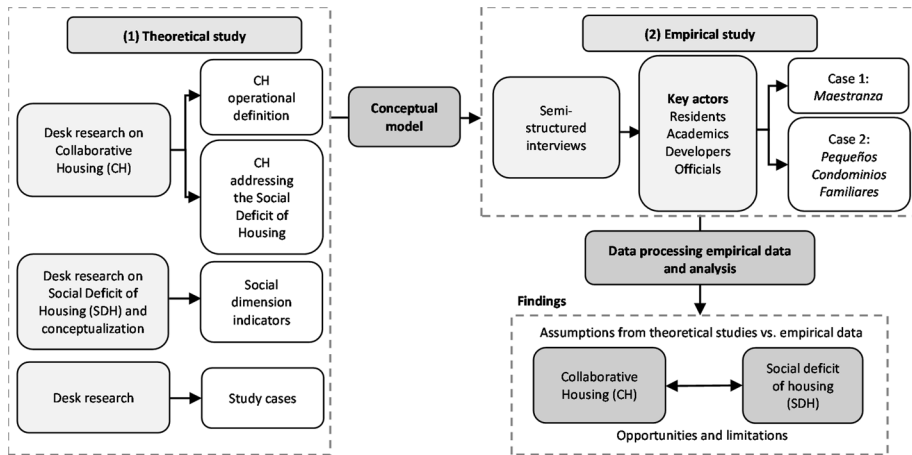 (1) Theoretical study
Desk research on
Collaborative
Housing (CH)
CH
operational
definition
CH
addressing
the Social
Deficit of
Housing
Desk research on
Social Deficit of
Housing (SDH) and
conceptualization
Social
dimension
indicators
Desk research
Study cases
Conceptual
model
(2) Empirical study
Semi-
structured
interviews
Key actors
Residents
Academics
Developers
Officials
Case 1:
Maestranza
Case 2:
Pequeños
Condominios
Familiares
Data processing empirical data
and analysis
Findings
Assumptions from theoretical studies vs. empirical data
Collaborative
Housing (CH)
Social deficit
of housing
(SDH)
Opportunities and limitations